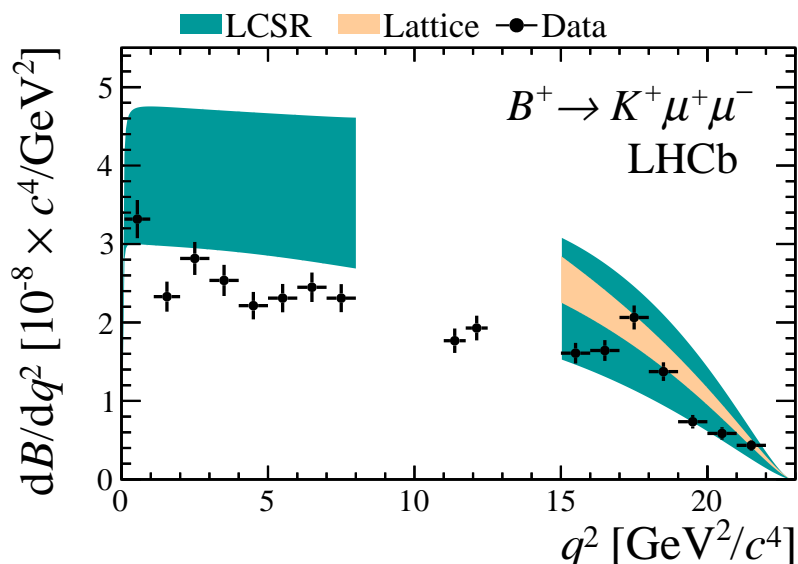 LCSR Lattice Data
B⁺ → K⁺μ⁺μ⁻
LHCb
dB/dq² [10⁻⁸ × c⁴/GeV²]
5
4
3
2
1
0
0 5 10 15 20
q² [GeV²/c⁴]